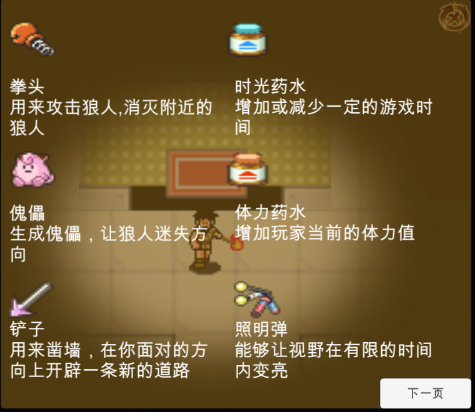 拳头
用来攻击狼人,消灭附近的
狼人
时光药水
增加或减少一定的游戏时
间
傀儡
生成傀儡，让狼人迷失方
向
体力药水
增加玩家当前的体力值
铲子
用来凿墙，在你面对的方
向上开辟一条新的道路
照明弹
能够让视野在有限的时间
内变亮
下一页